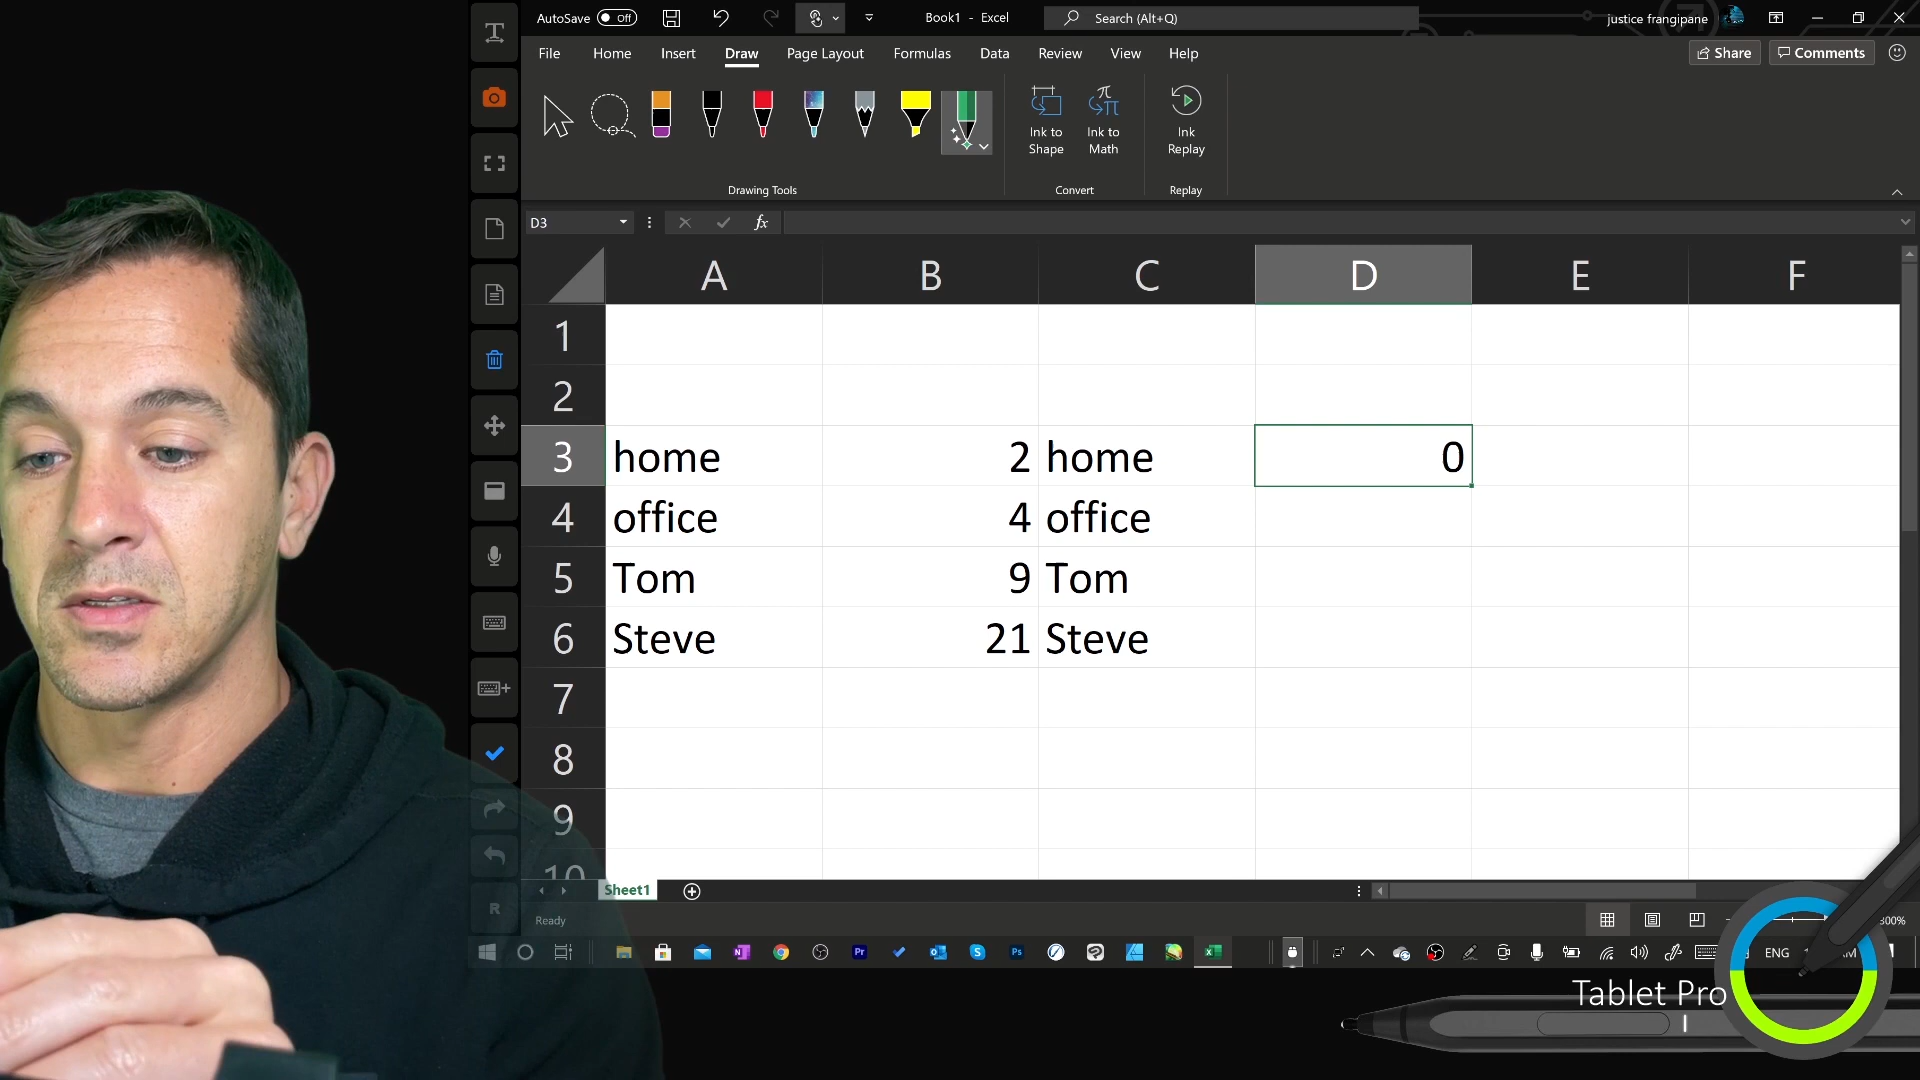 AutoSave Off Book1 - Excel Search (Alt+Q) justice frangipane
File Home Insert Draw Page Layout Formulas Data Review View Help Share Comments
Ink to Shape
Ink to Math
Ink Replay
Drawing Tools Convert Replay
D3 fx
A B C D E F
1
2
3 home 2 home 0
4 office 4 office
5 Tom 9 Tom
6 Steve 21 Steve
7
8
9
10
Sheet1
R
Ready
ENG
Tablet Pro